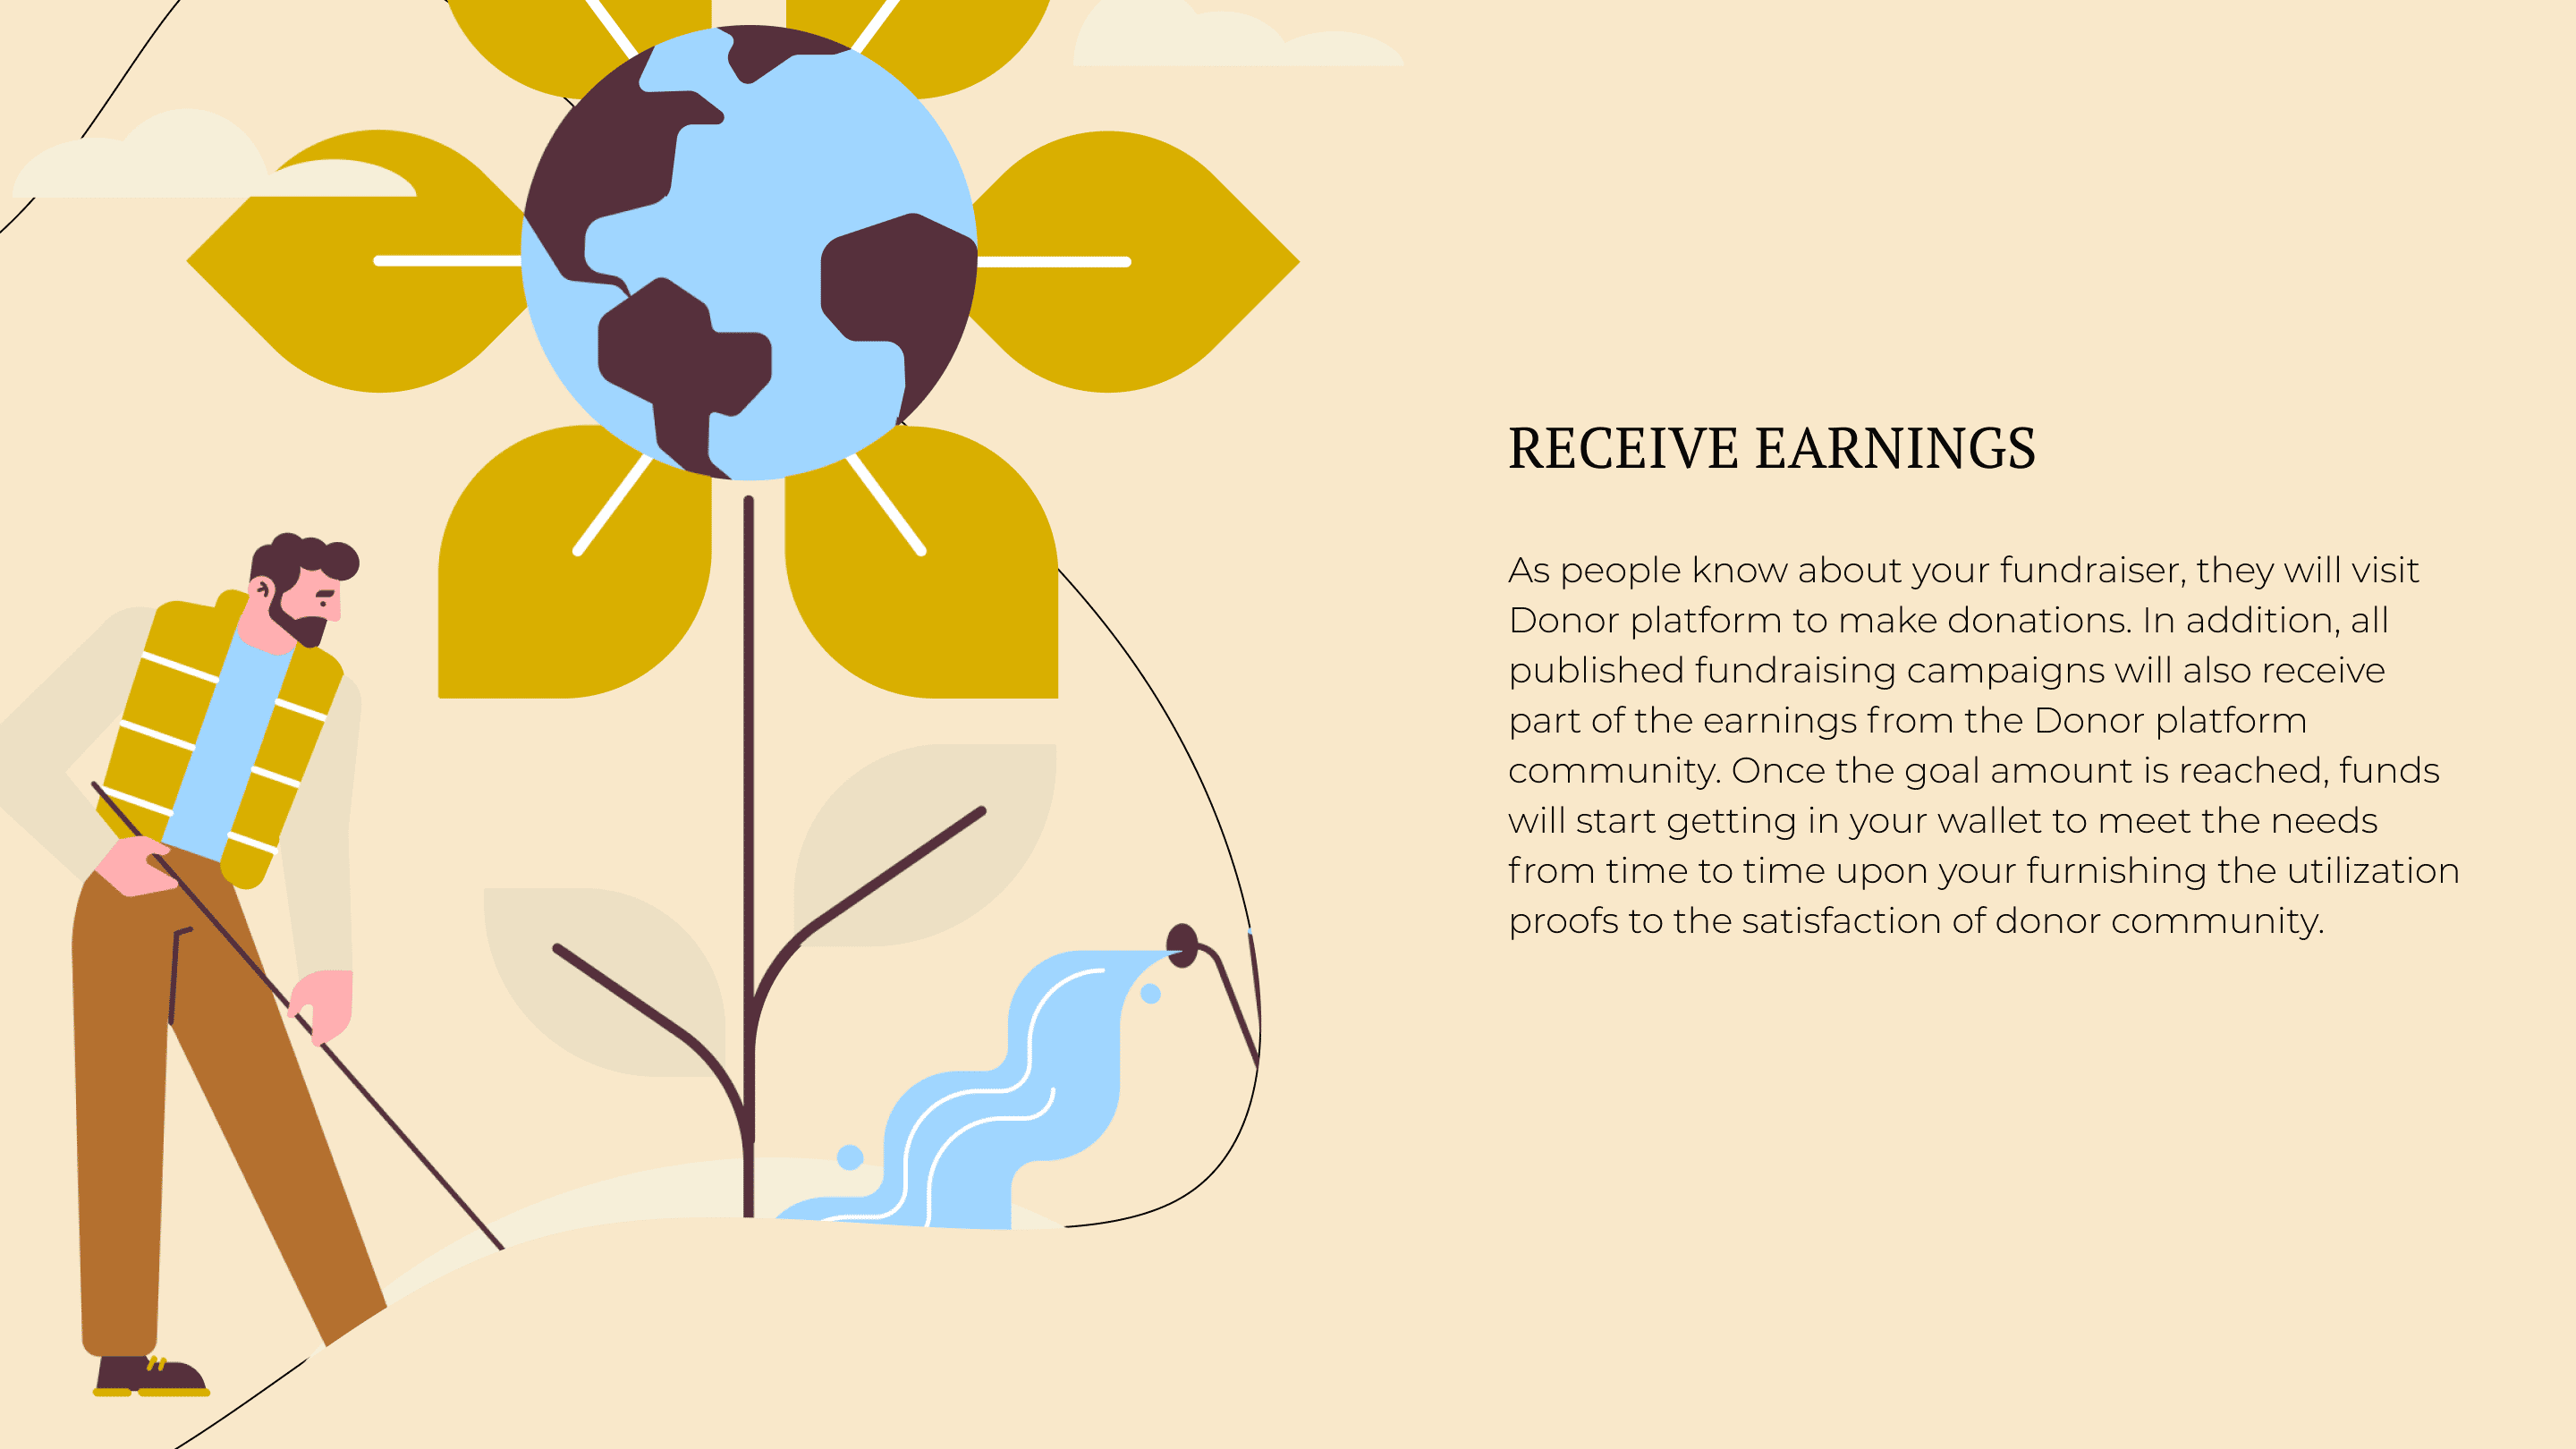 RECEIVE EARNINGS
As people know about your fundraiser, they will visit
Donor platform to make donations. In addition, all
published fundraising campaigns will also receive
part of the earnings from the Donor platform
community. Once the goal amount is reached, funds
will start getting in your wallet to meet the needs
from time to time upon your furnishing the utilization
proofs to the satisfaction of donor community.